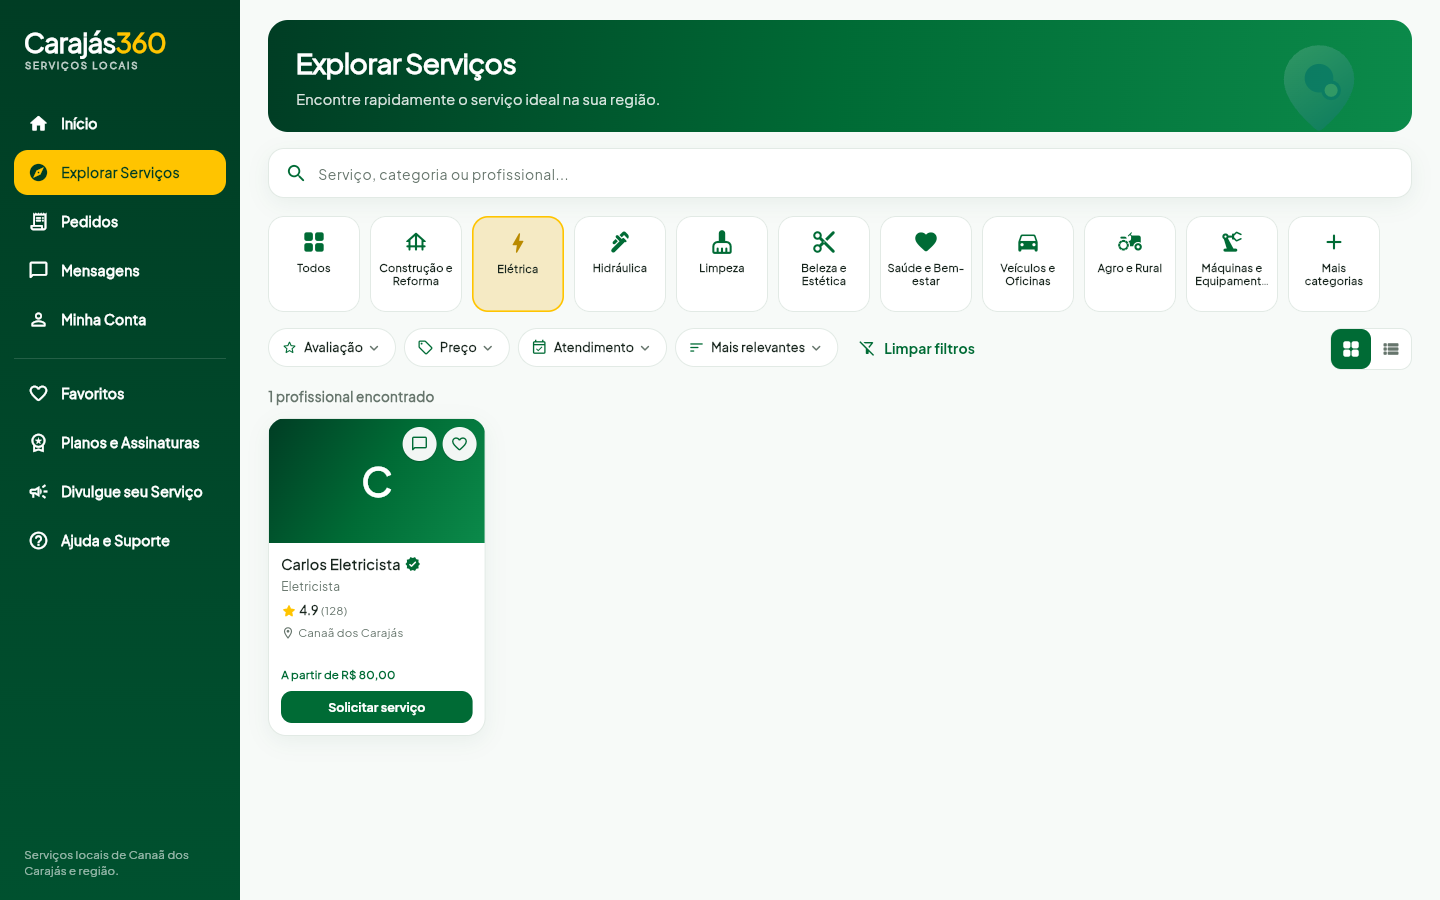 Carajás360
SERVIÇOS LOCAIS
Início
Explorar Serviços
Pedidos
Mensagens
Minha Conta
Favoritos
Planos e Assinaturas
Divulgue seu Serviço
Ajuda e Suporte
Serviços locais de Canaã dos
Carajás e região.
Explorar Serviços
Encontre rapidamente o serviço ideal na sua região.
Serviço, categoria ou profissional...
Todos
Construção e
Reforma
Elétrica
Hidráulica
Limpeza
Beleza e
Estética
Saúde e Bem-
estar
Veículos e
Oficinas
Agro e Rural
Máquinas e
Equipament...
Mais
categorias
Avaliação
Preço
Atendimento
Mais relevantes
Limpar filtros
1 profissional encontrado
C
Carlos Eletricista
Eletricista
4.9 (128)
Canaã dos Carajás
A partir de R$ 80,00
Solicitar serviço